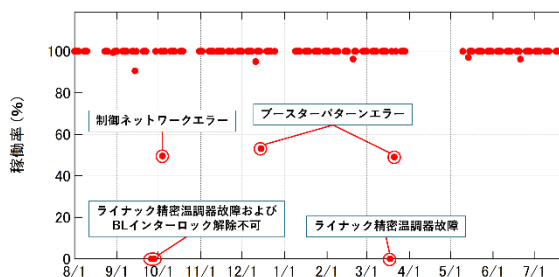 稼働率(%)
100
80
60
40
20
0
制御ネットワークエラー
ブースターパターンエラー
ライナック精密温調器故障および
BLインターロック解除不可
ライナック精密温調器故障
8/1 9/1 10/1 11/1 12/1 1/1 2/1 3/1 4/1 5/1 6/1 7/1